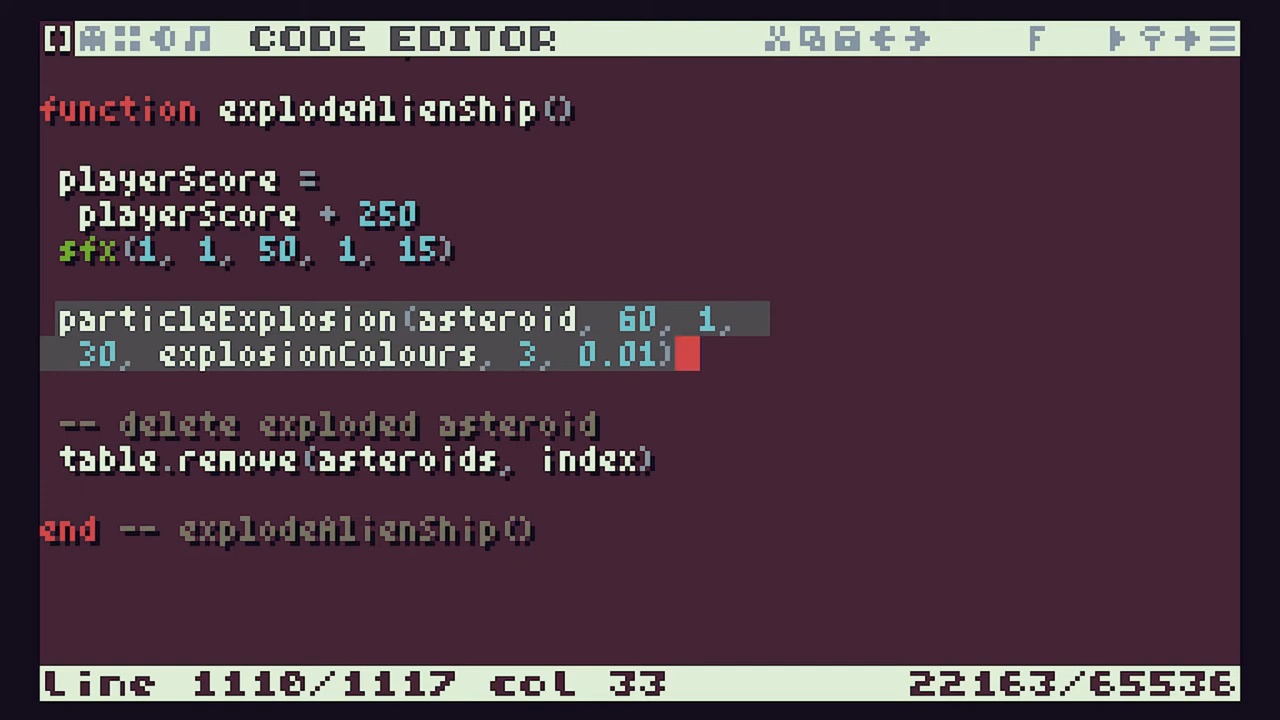 CODE EDITOR
F
function explodeAlienShip()
playerScore =
playerScore + 250
sfx(1, 1, 50, 1, 15)
particleExplosion(asteroid, 60, 1,
30, explosionColours, 3, 0.01)
-- delete exploded asteroid
table.remove(asteroids, index)
end -- explodeAlienShip()
line 1110/1117 col 33
22163/65536